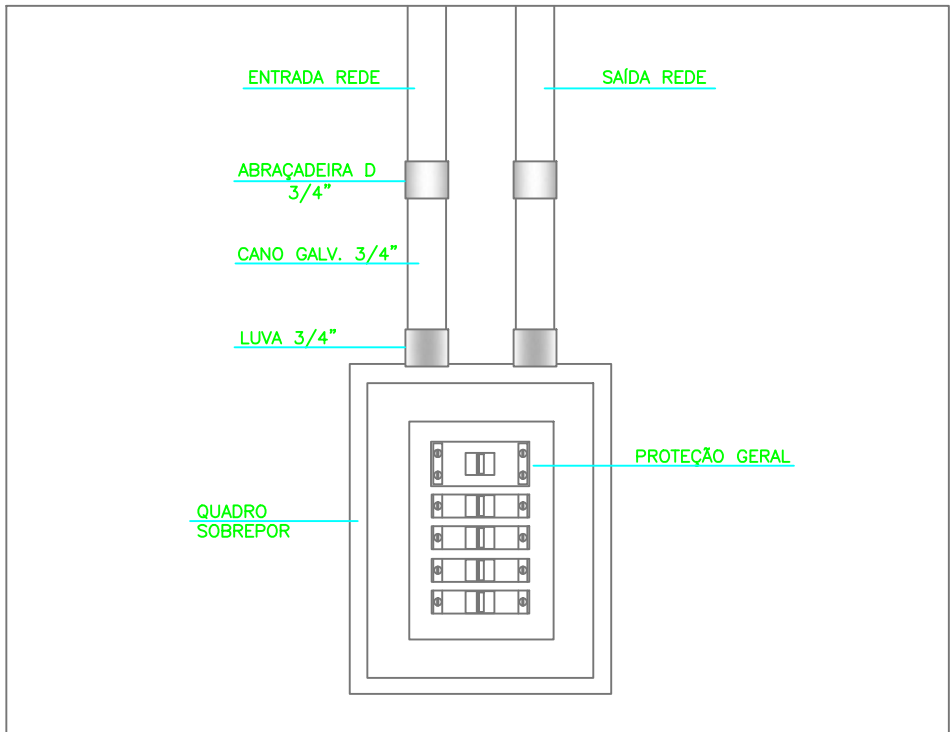 ENTRADA REDE
SAÍDA REDE
ABRAÇADEIRA D
3/4"
CANO GALV. 3/4"
LUVA 3/4"
PROTEÇÃO GERAL
QUADRO
SOBREPOR